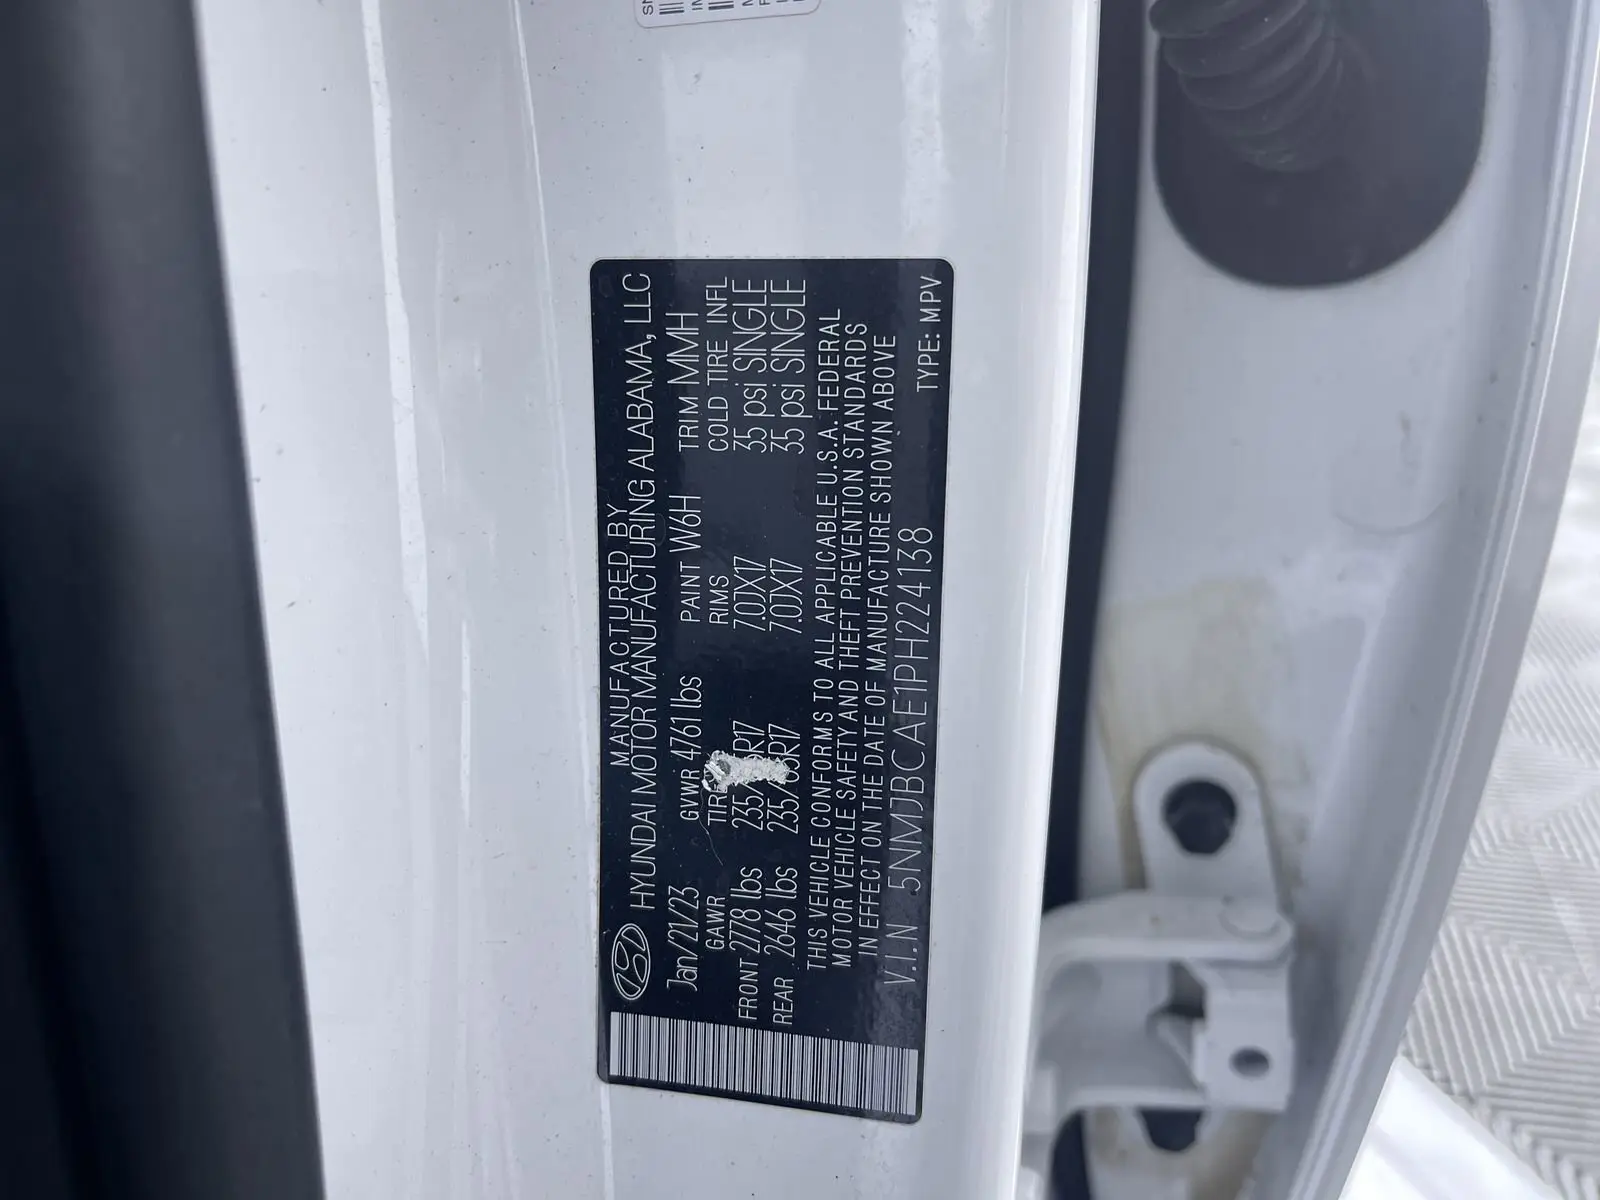 MANUFACTURED BY
HYUNDAI MOTOR MANUFACTURING ALABAMA, LLC
Jan/21/23 GVWR 4761 lbs PAINT W6H TRIM MMH
GAWR RIMS COLD TIRE INFL
FRONT 2778 lbs 7.0JX17 35 psi SINGLE
REAR 2646 lbs 7.0JX17 35 psi SINGLE
THIS VEHICLE CONFORMS TO ALL APPLICABLE U.S.A. FEDERAL
MOTOR VEHICLE SAFETY AND THEFT PREVENTION STANDARDS
IN EFFECT ON THE DATE OF MANUFACTURE SHOWN ABOVE
V.I.N 5NMJBCAE1PH224138 TYPE: MPV